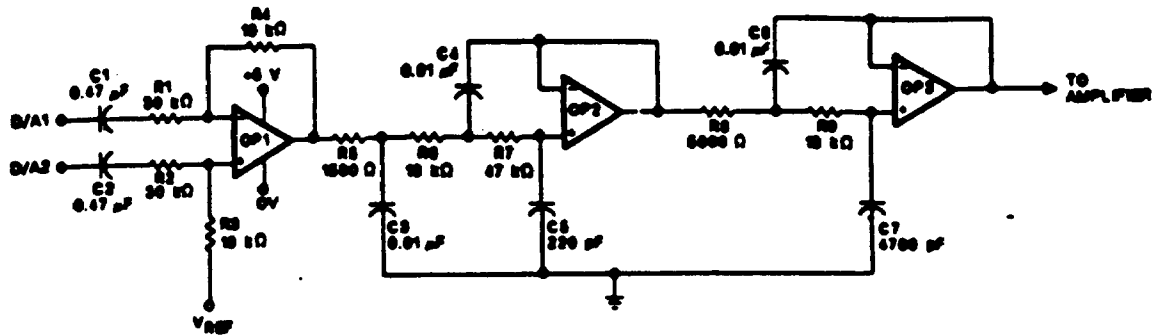 R4
10 kΩ
+5 V
C1
0.47 µF
R1
30 kΩ
D/A1
OP1
D/A2
C2
0.47 µF
R2
30 kΩ
0V
R3
10 kΩ
VREF
R5
1500 Ω
C3
0.01 µF
R6
10 kΩ
C4
0.01 µF
R7
47 kΩ
OP2
C5
220 pF
R8
C6
0.01 µF
R9
10 kΩ
OP3
C7
4700 pF
TO
AMPLIFIER